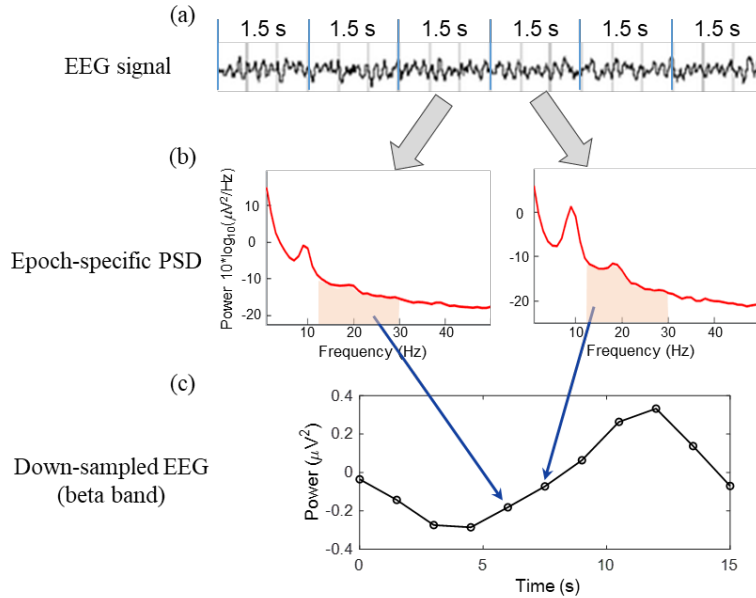 (a)
1.5 s 1.5 s 1.5 s 1.5 s 1.5 s 1.5 s
EEG signal
(b)
Epoch-specific PSD
Power 10*log₁₀(μV²/Hz)
10
0
-10
-20
10 20 30 40
Frequency (Hz)
0
-10
-20
10 20 30 40
Frequency (Hz)
(c)
Down-sampled EEG
(beta band)
Power (μV²)
0.4
0.2
0
-0.2
-0.4
0 5 10 15
Time (s)